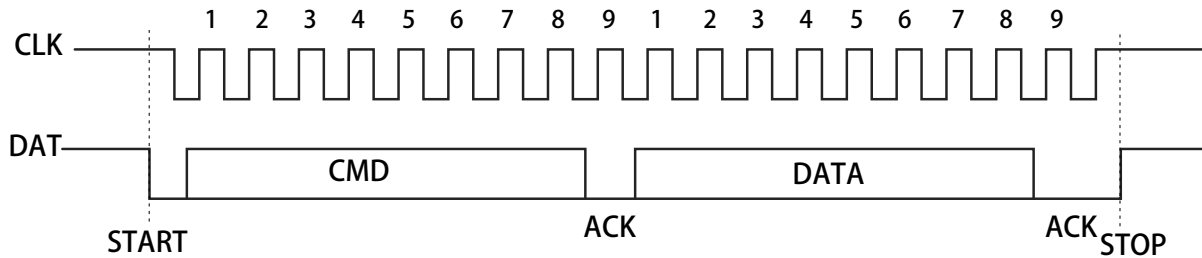 1 2 3 4 5 6 7 8 9 1 2 3 4 5 6 7 8 9
CLK
DAT
CMD DATA
ACK ACK
START STOP